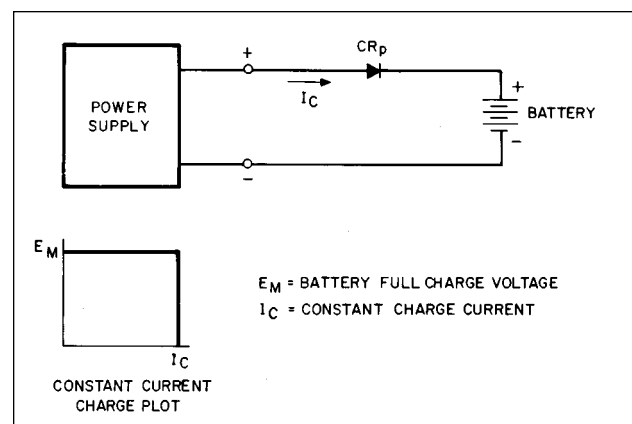 CRp
+
IC
POWER
SUPPLY
+
BATTERY
-
-
EM
EM = BATTERY FULL CHARGE VOLTAGE
IC = CONSTANT CHARGE CURRENT
IC
CONSTANT CURRENT
CHARGE PLOT